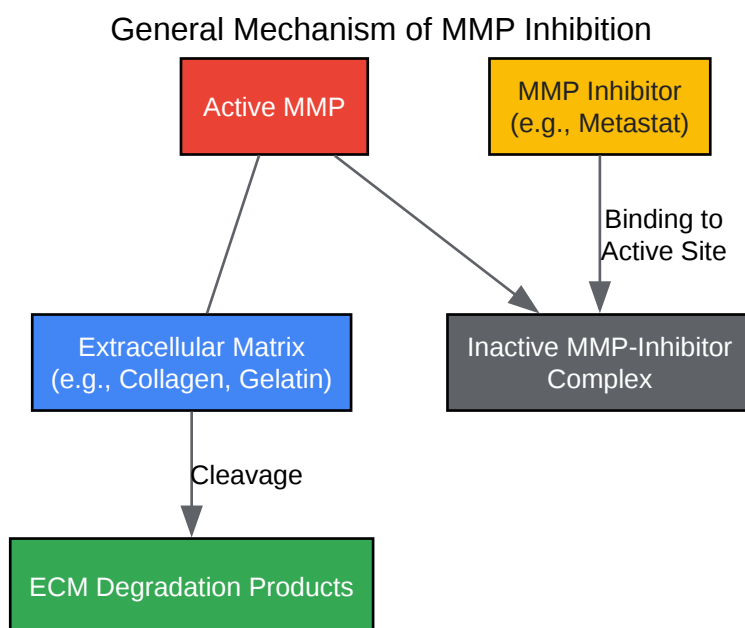 General Mechanism of MMP Inhibition
Active MMP
MMP Inhibitor
(e.g., Metastat)
Binding to
Active Site
Extracellular Matrix
(e.g., Collagen, Gelatin)
Inactive MMP-Inhibitor
Complex
Cleavage
ECM Degradation Products